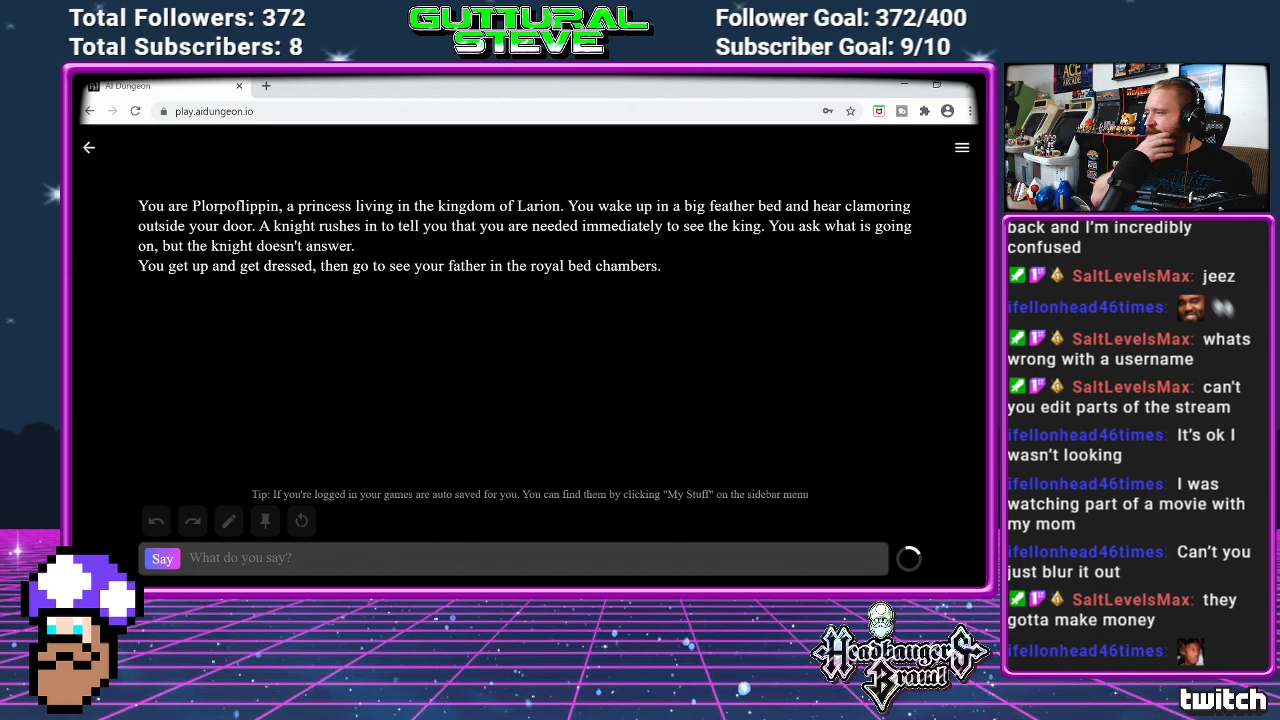 Total Followers: 372
Total Subscribers: 8
GUTTURAL
STEVE
Follower Goal: 372/400
Subscriber Goal: 9/10
AI Dungeon
play.aidungeon.io
You are Plorpoflippin, a princess living in the kingdom of Larion. You wake up in a big feather bed and hear clamoring
outside your door. A knight rushes in to tell you that you are needed immediately to see the king. You ask what is going
on, but the knight doesn't answer.
You get up and get dressed, then go to see your father in the royal bed chambers.
Tip: If you're logged in your games are auto saved for you. You can find them by clicking "My Stuff" on the sidebar menu
Say What do you say?
ACE
ARCADE
back and I'm incredibly
confused
SaltLevelsMax: jeez
ifellonhead46times:
SaltLevelsMax: whats
wrong with a username
SaltLevelsMax: can't
you edit parts of the stream
ifellonhead46times: It's ok I
wasn't looking
ifellonhead46times: I was
watching part of a movie with
my mom
ifellonhead46times: Can't you
just blur it out
SaltLevelsMax: they
gotta make money
ifellonhead46times:
HeadbangerS
Brawl
twitch